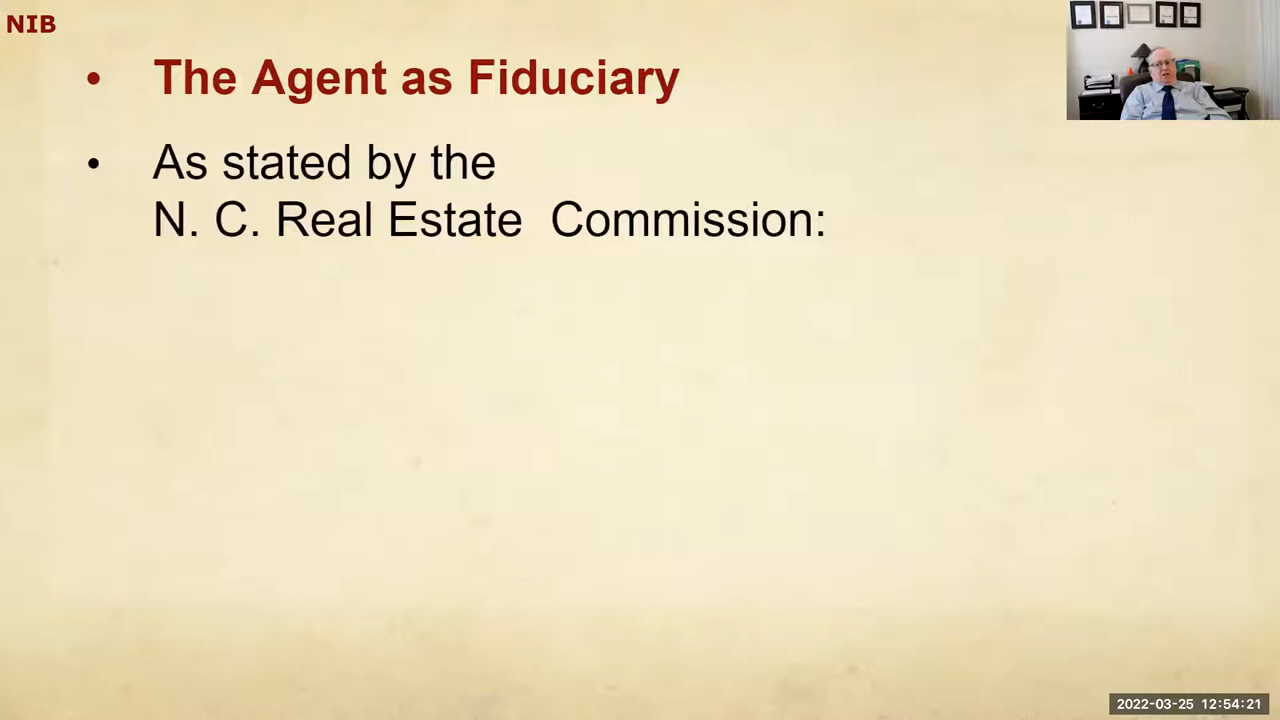 NIB
• The Agent as Fiduciary
• As stated by the
N. C. Real Estate  Commission:
2022-03-25 12:54:21